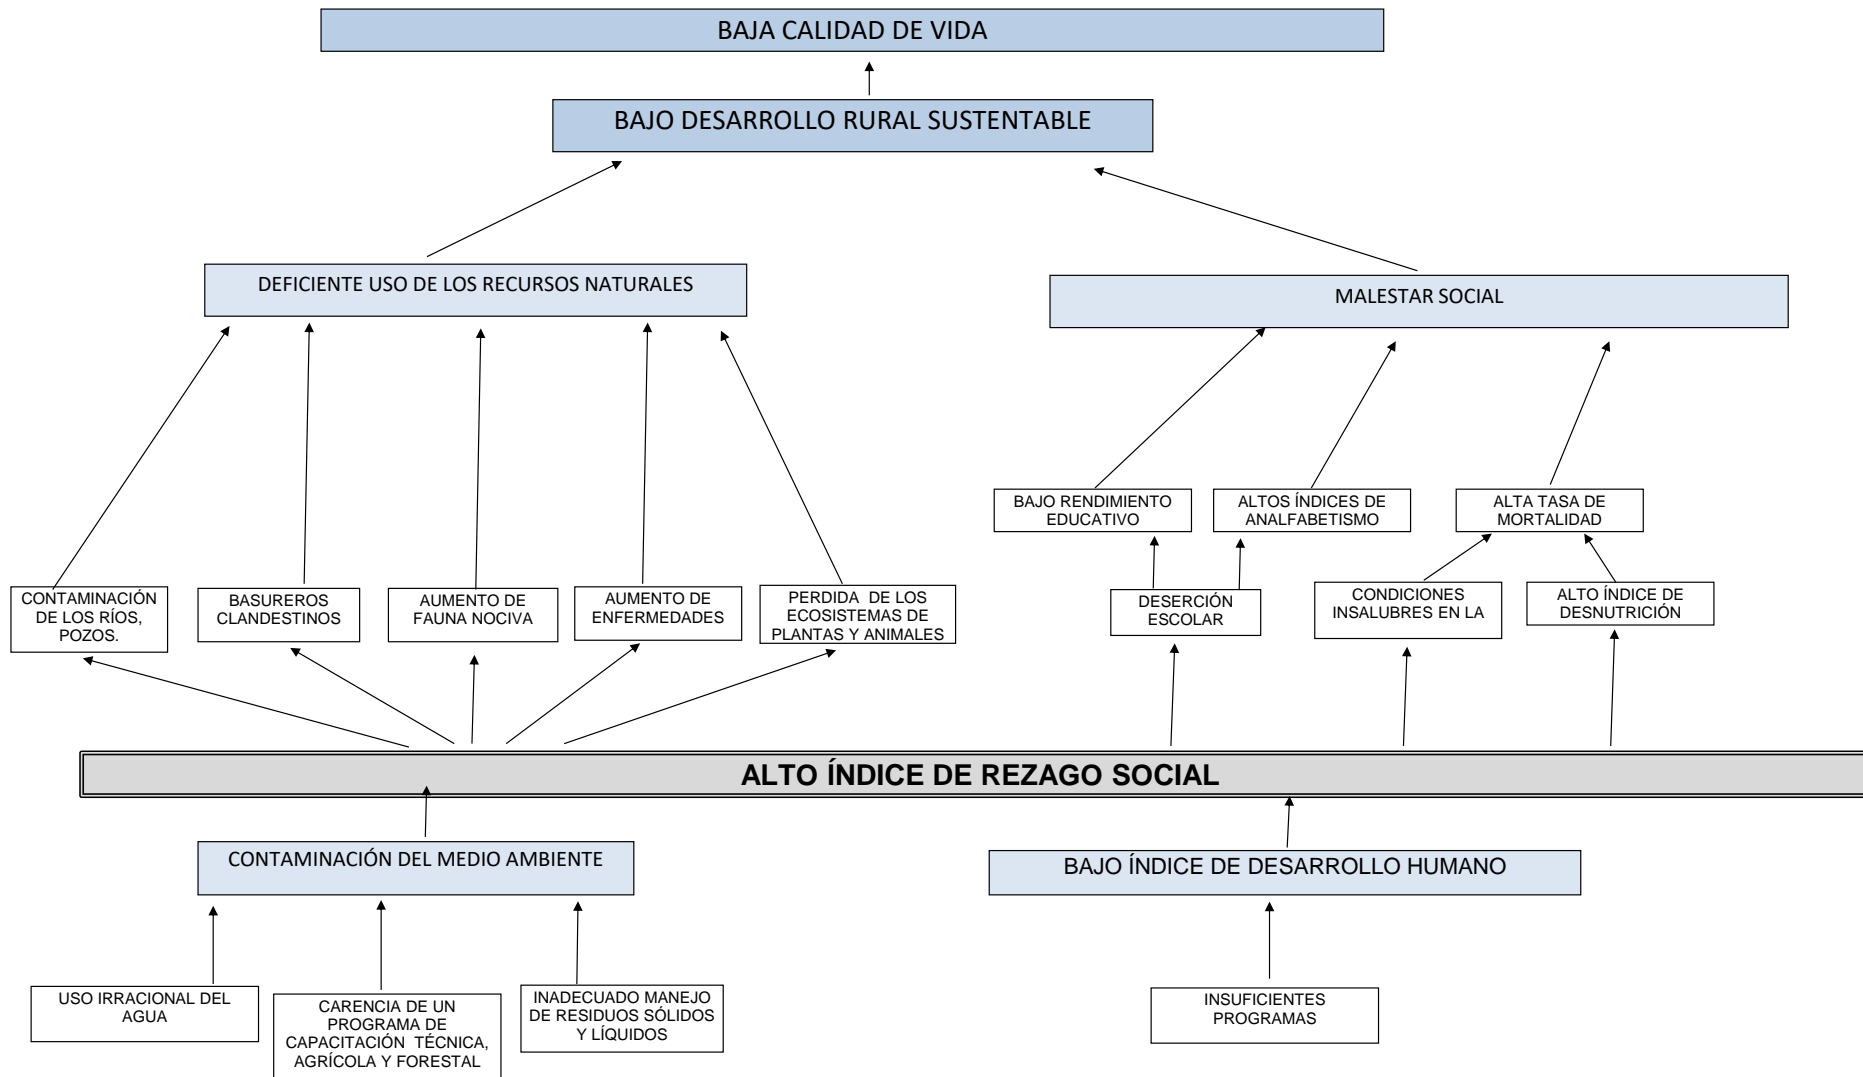 BAJA CALIDAD DE VIDA
BAJO DESARROLLO RURAL SUSTENTABLE
DEFICIENTE USO DE LOS RECURSOS NATURALES
MALESTAR SOCIAL
BAJO RENDIMIENTO
EDUCATIVO
ALTOS ÍNDICES DE
ANALFABETISMO
ALTA TASA DE
MORTALIDAD
CONTAMINACIÓN
DE LOS RÍOS,
POZOS.
BASUREROS
CLANDESTINOS
AUMENTO DE
FAUNA NOCIVA
AUMENTO DE
ENFERMEDADES
PERDIDA DE LOS
ECOSISTEMAS DE
PLANTAS Y ANIMALES
DESERCIÓN
ESCOLAR
CONDICIONES
INSALUBRES EN LA
ALTO ÍNDICE DE
DESNUTRICIÓN
ALTO ÍNDICE DE REZAGO SOCIAL
CONTAMINACIÓN DEL MEDIO AMBIENTE
BAJO ÍNDICE DE DESARROLLO HUMANO
USO IRRACIONAL DEL
AGUA
CARENCIA DE UN
PROGRAMA DE
CAPACITACIÓN TÉCNICA,
AGRÍCOLA Y FORESTAL
INADECUADO MANEJO
DE RESIDUOS SÓLIDOS
Y LÍQUIDOS
INSUFICIENTES
PROGRAMAS